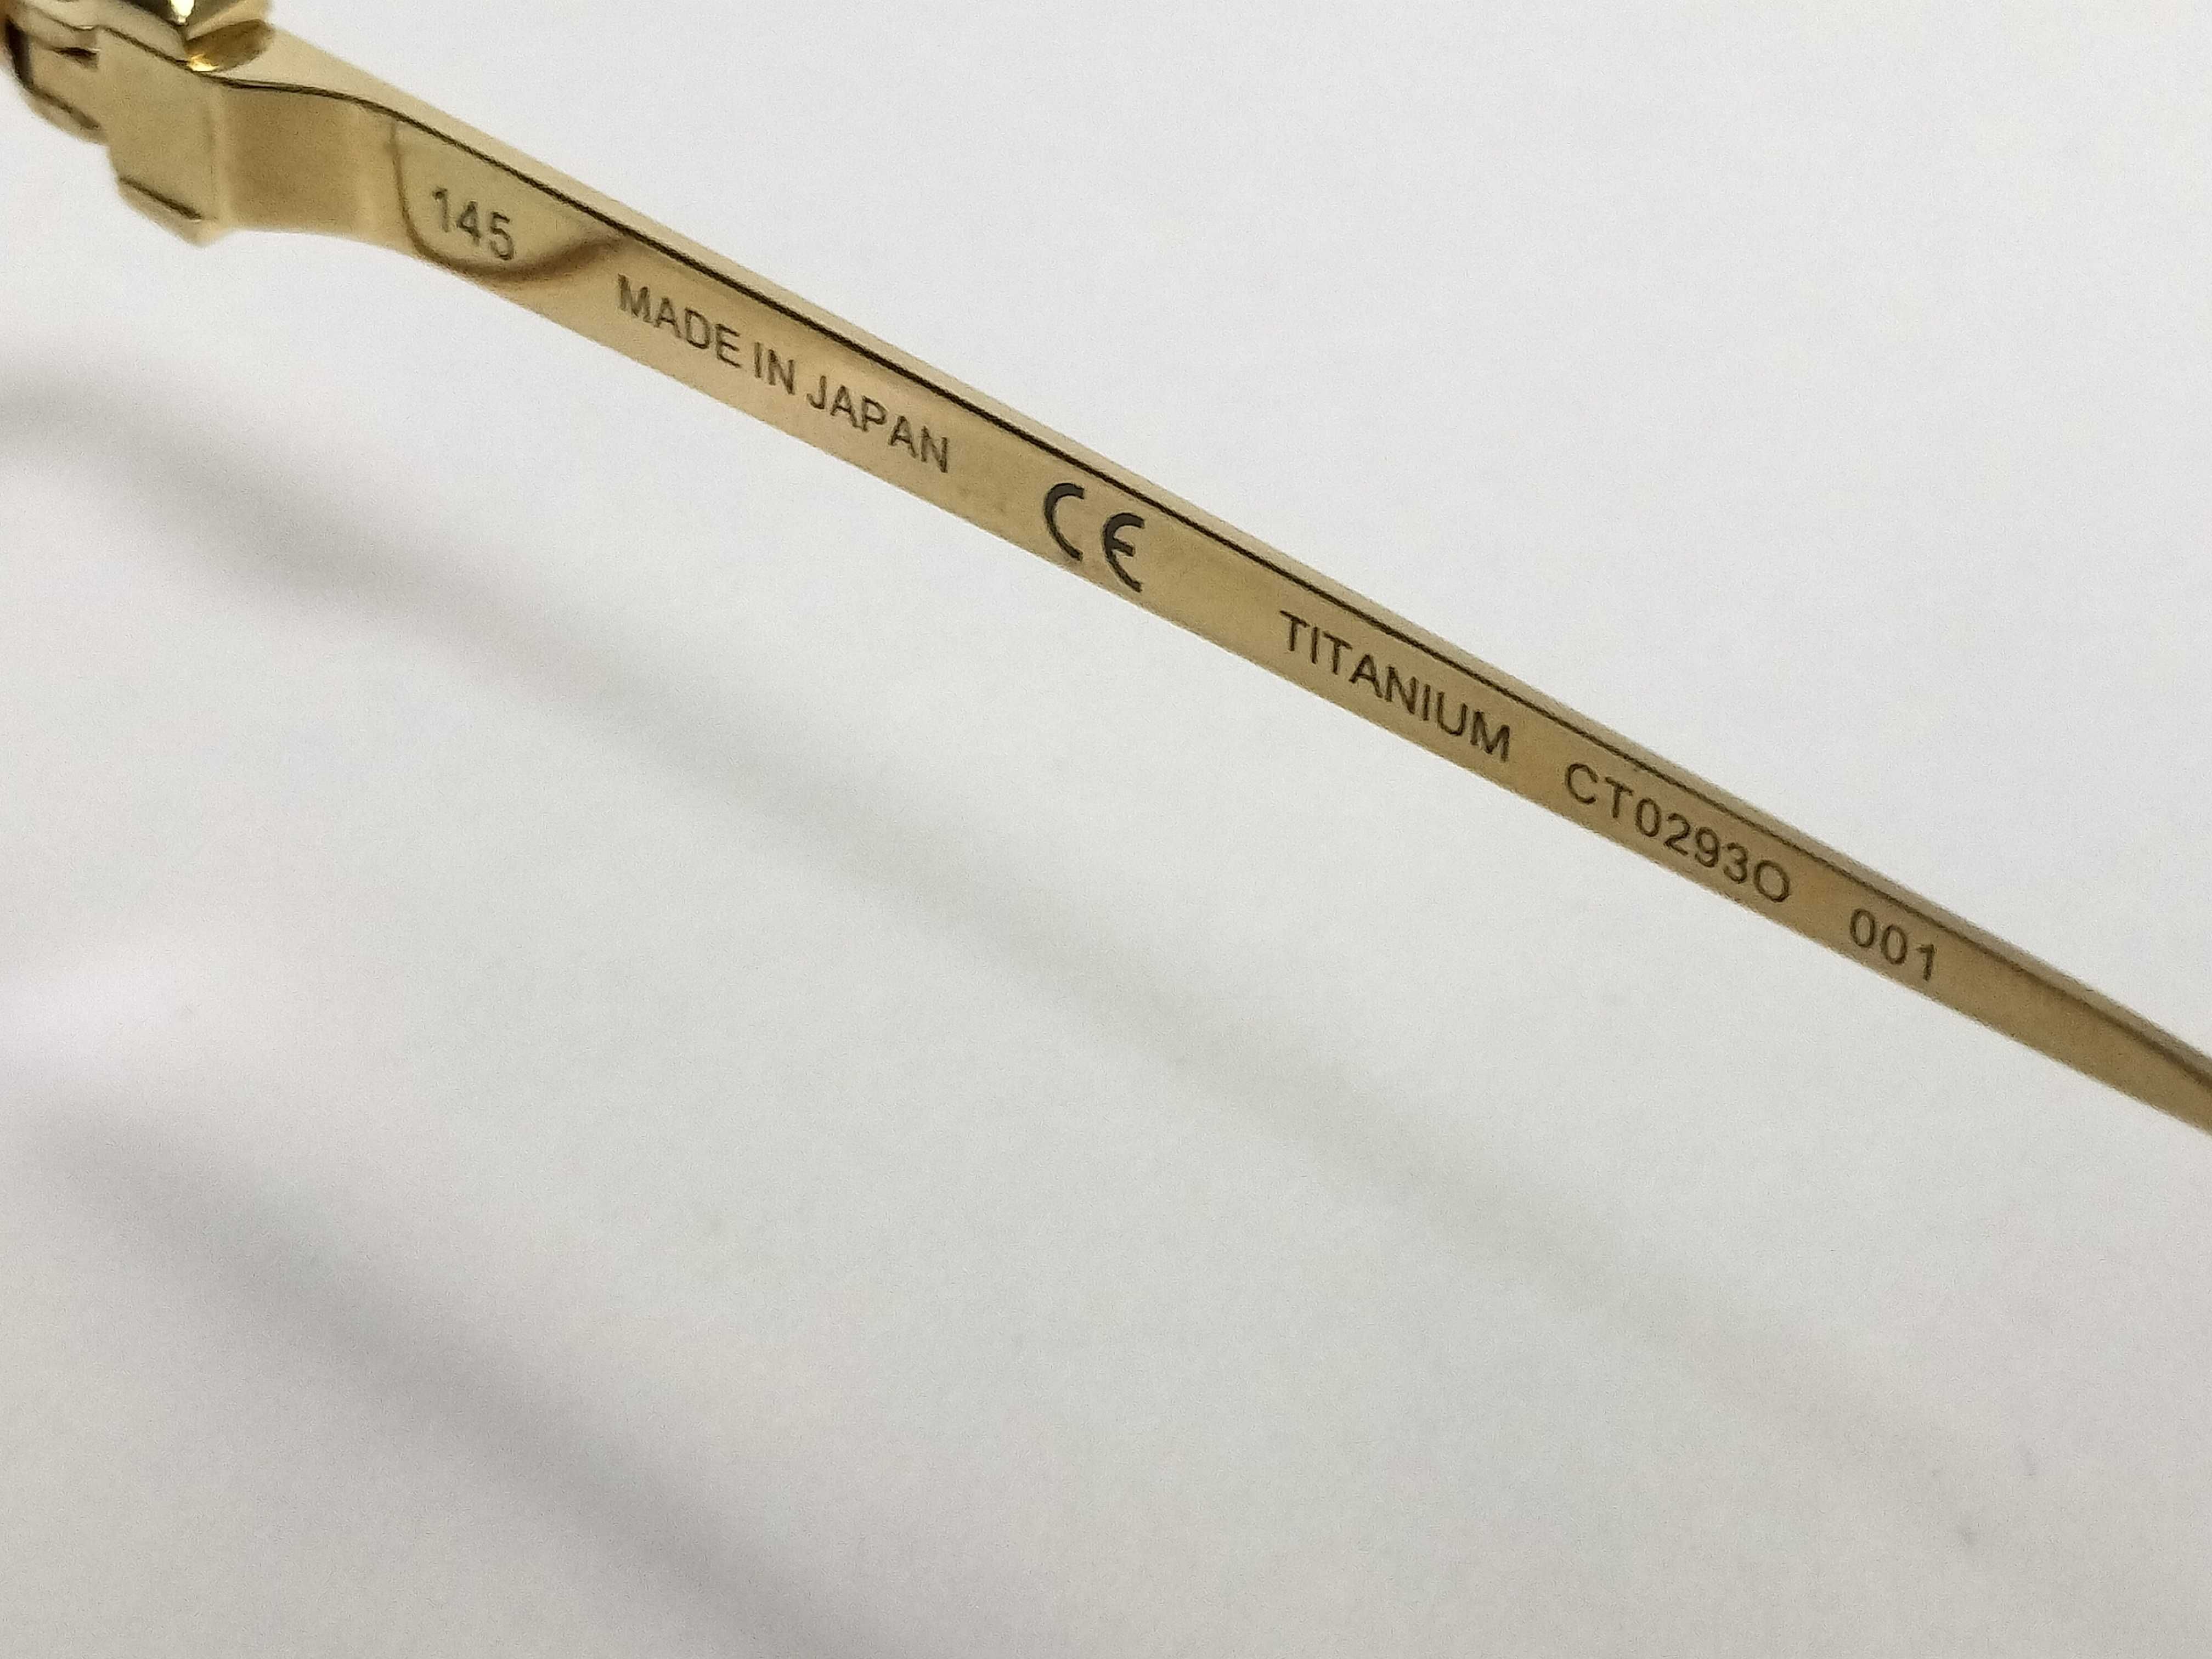 145 MADE IN JAPAN CE TITANIUM CT0293O 001